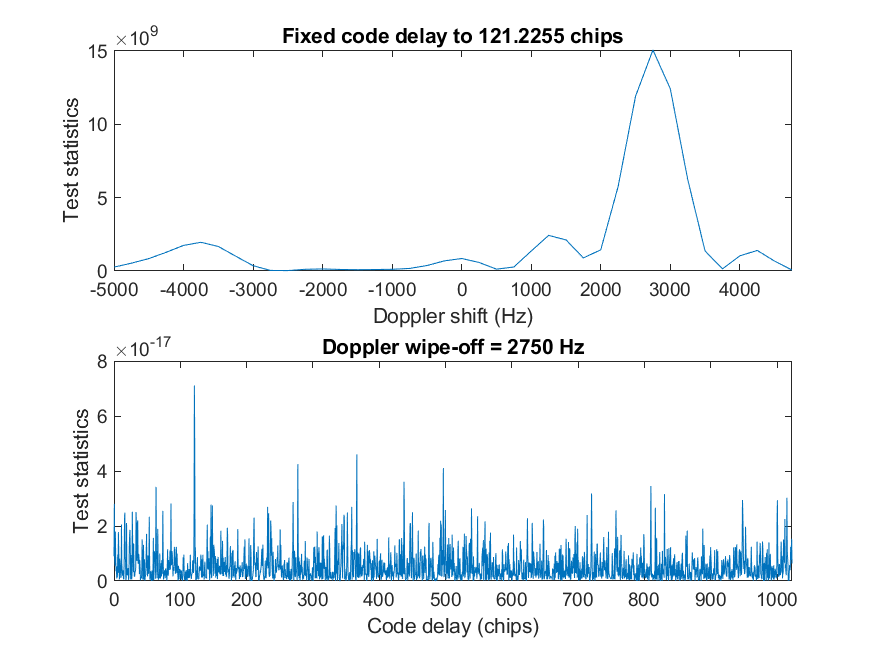 ×10^9
Fixed code delay to 121.2255 chips
15
10
5
0
Test statistics
-5000 -4000 -3000 -2000 -1000 0 1000 2000 3000 4000
Doppler shift (Hz)
×10^-17
Doppler wipe-off = 2750 Hz
8
6
4
2
0
Test statistics
0 100 200 300 400 500 600 700 800 900 1000
Code delay (chips)